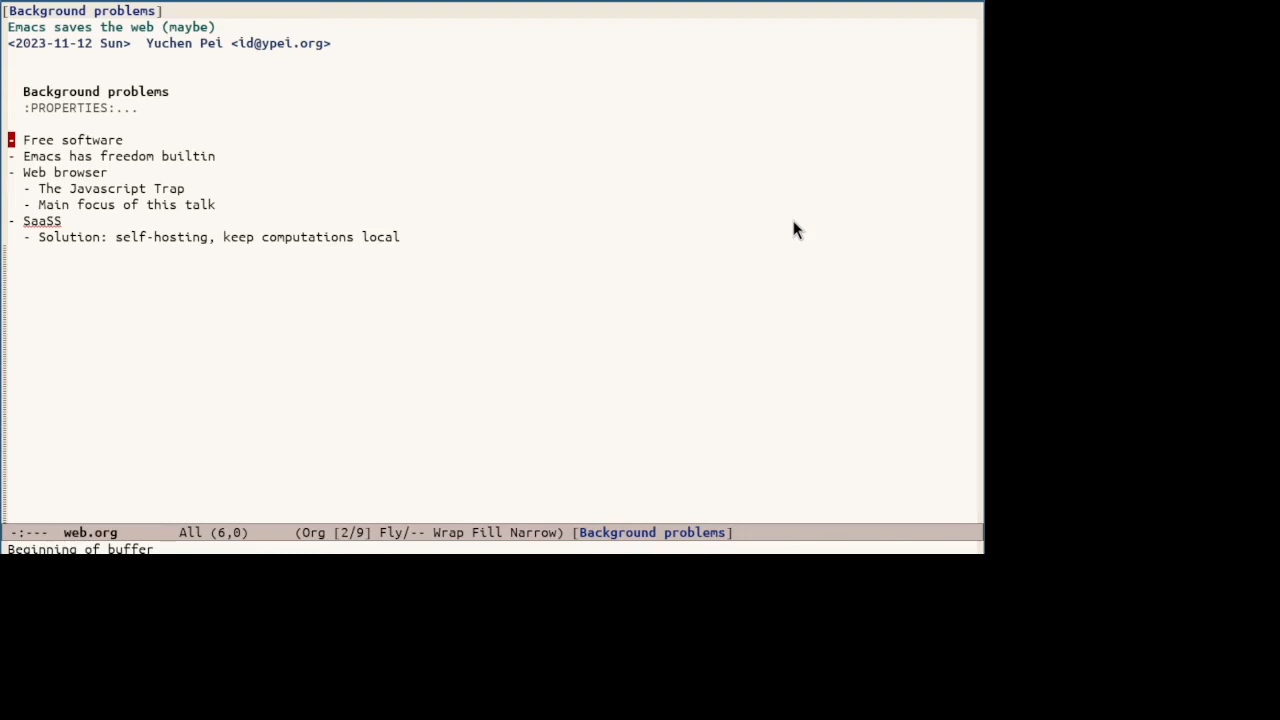 [Background problems]
Emacs saves the web (maybe)
<2023-11-12 Sun>  Yuchen Pei <id@ypei.org>
Background problems
:PROPERTIES:...
- Free software
- Emacs has freedom builtin
- Web browser
  - The Javascript Trap
  - Main focus of this talk
- SaaSS
  - Solution: self-hosting, keep computations local
-:---  web.org        All (6,0)      (Org [2/9] Fly/-- Wrap Fill Narrow) [Background problems]
Beginning of buffer